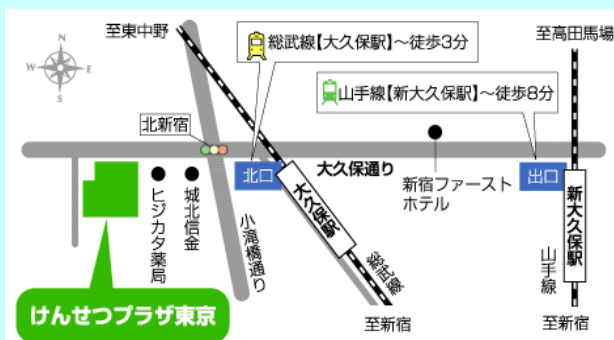 至東中野
総武線【大久保駅】～徒歩3分
至高田馬場
N
W
E
S
山手線【新大久保駅】～徒歩8分
北新宿
大久保通り
北口
大久保駅
新宿ファースト
ホテル
出口
新大久保駅
ヒジカタ薬局
城北信金
小滝橋通り
総武線
山手線
けんせつプラザ東京
至新宿
至新宿